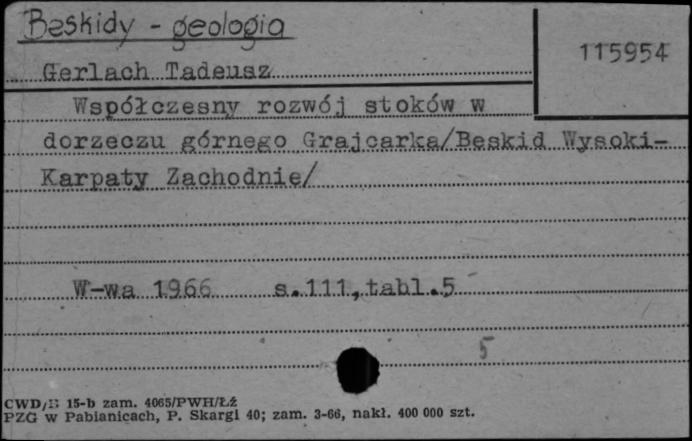 Beskidy - geologia
115954
Gerlach Tadeusz
Współczesny rozwój stoków w
dorzeczu górnego Grajcarka/Beskid Wysoki-
Karpaty Zachodnie/
W-wa 1966 s.111,tabl.5
5
CWD/B 15-b zam. 4065/PWH/Łź
PZG w Pabianicach, P. Skargi 40; zam. 3-66, nakł. 400 000 szt.